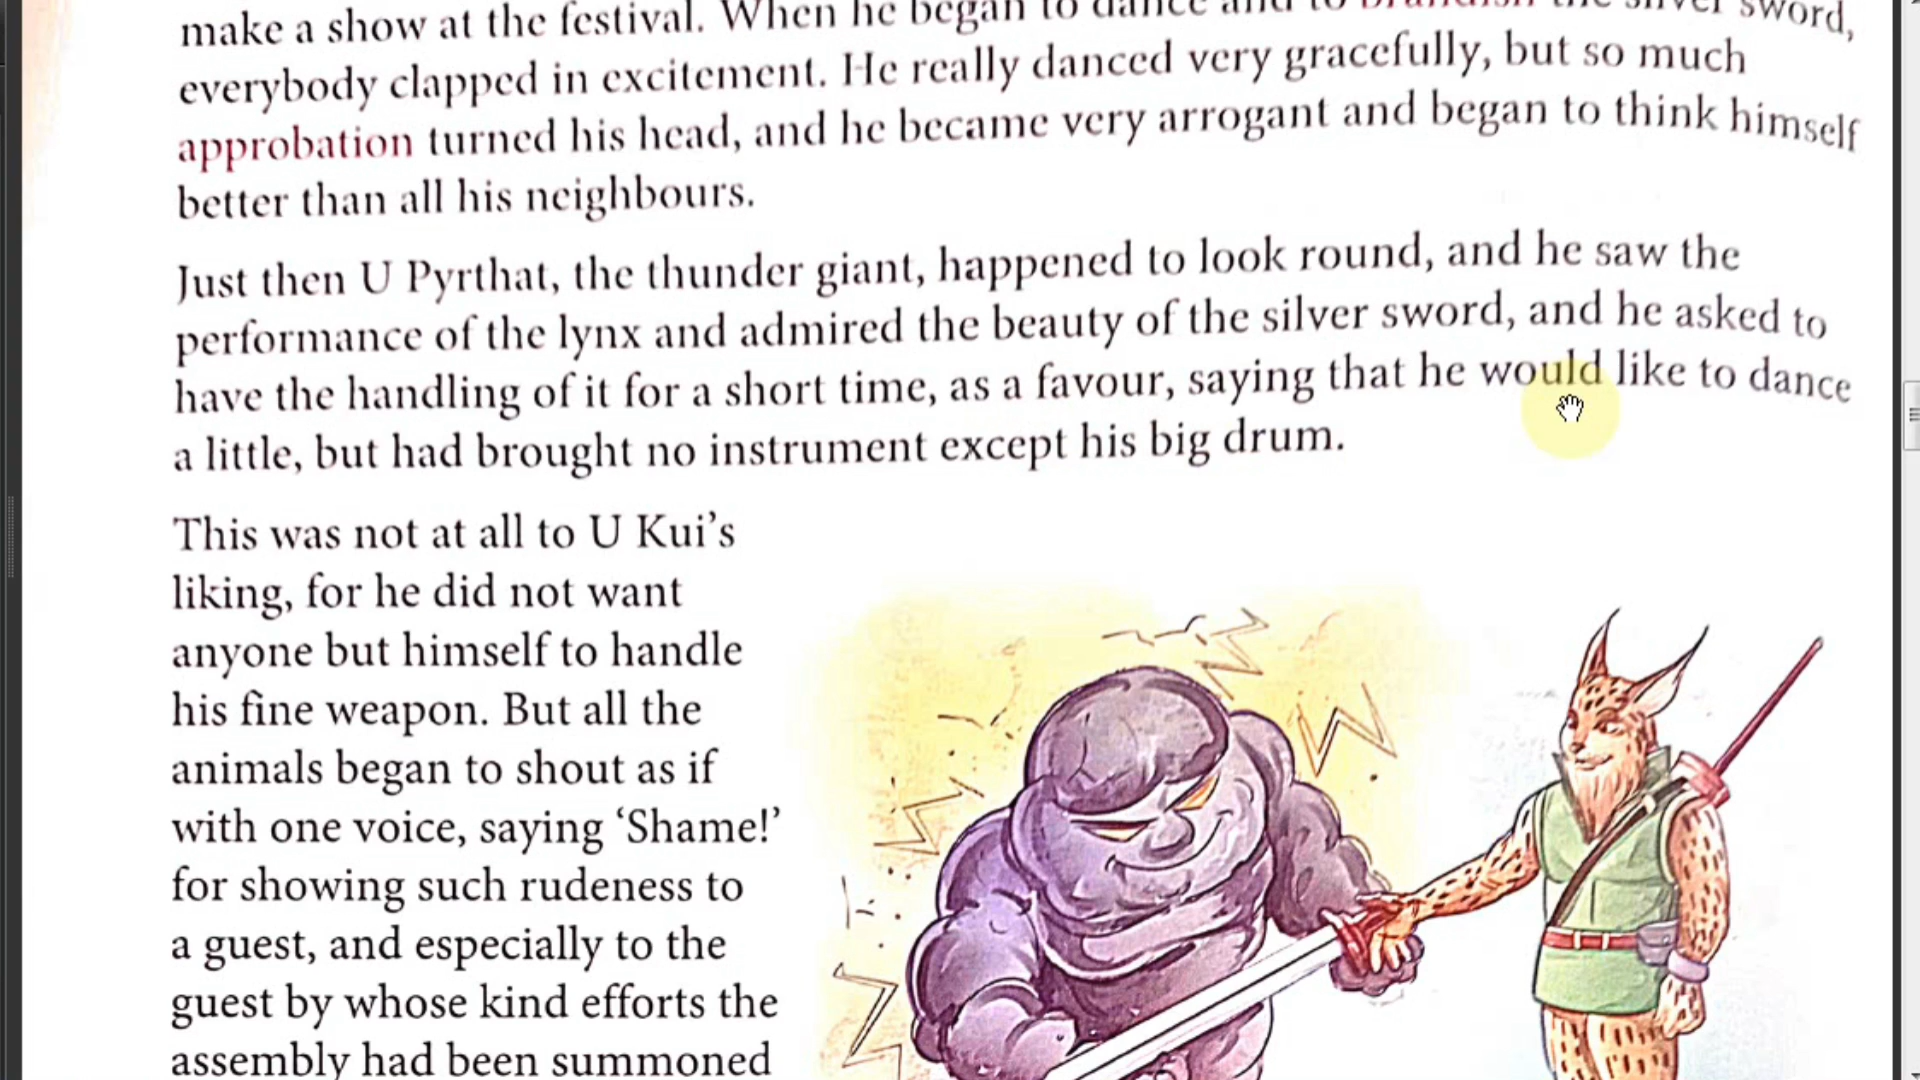 make a show at the festival. When he began to dance and to brandish the silver sword,
everybody clapped in excitement. He really danced very gracefully, but so much
approbation turned his head, and he became very arrogant and began to think himself
better than all his neighbours.
Just then U Pyrthat, the thunder giant, happened to look round, and he saw the
performance of the lynx and admired the beauty of the silver sword, and he asked to
have the handling of it for a short time, as a favour, saying that he would like to dance
a little, but had brought no instrument except his big drum.
This was not at all to U Kui’s
liking, for he did not want
anyone but himself to handle
his fine weapon. But all the
animals began to shout as if
with one voice, saying ‘Shame!’
for showing such rudeness to
a guest, and especially to the
guest by whose kind efforts the
assembly had been summoned